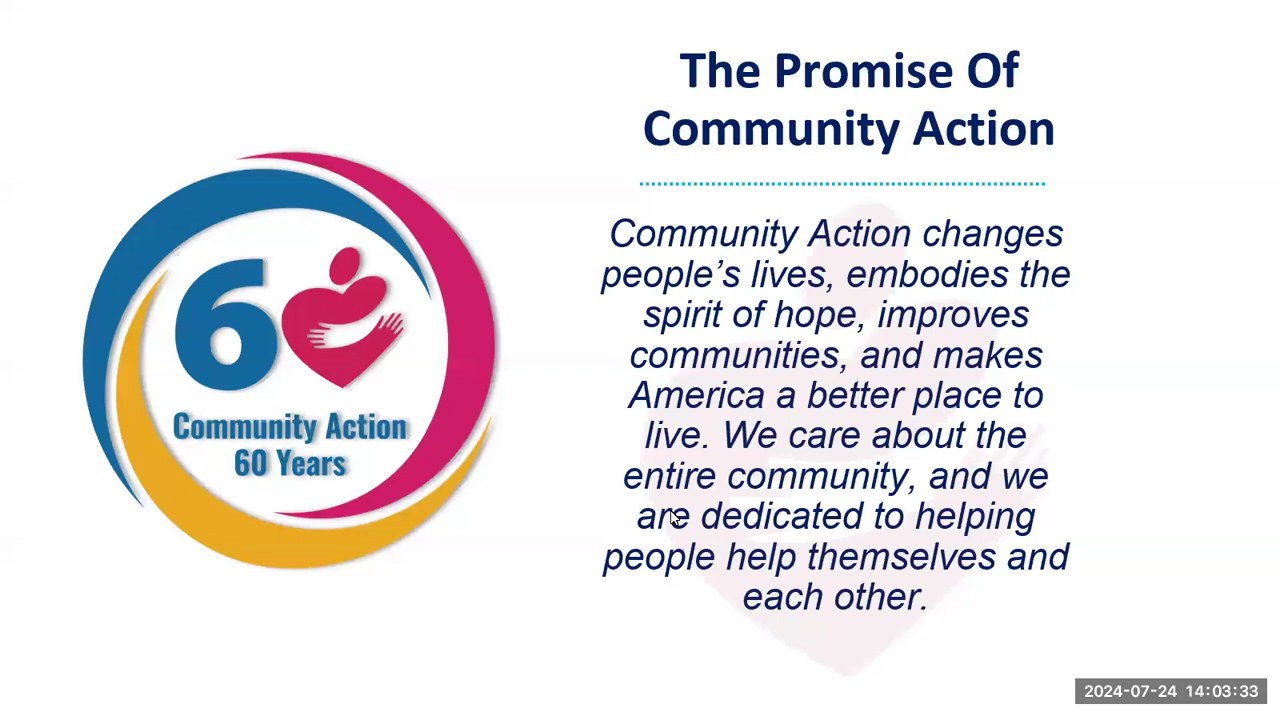 The Promise Of
Community Action
Community Action changes
people’s lives, embodies the
spirit of hope, improves
communities, and makes
America a better place to
live. We care about the
entire community, and we
are dedicated to helping
people help themselves and
each other.
60
Community Action
60 Years
2024-07-24 14:03:33